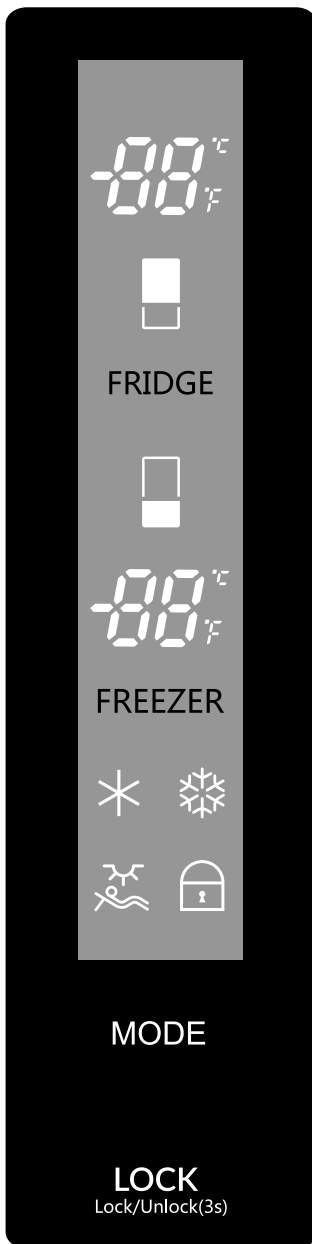 -88 °C
°F
FRIDGE
-88 °C
°F
FREEZER
MODE
LOCK
Lock/Unlock(3s)